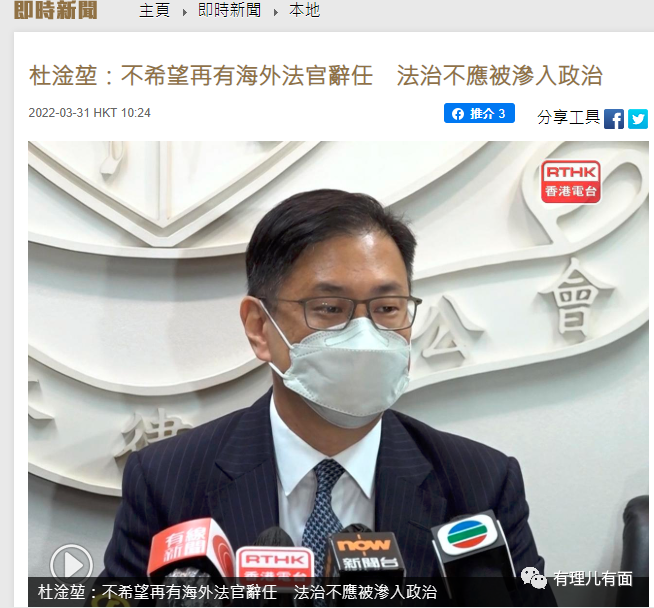 即時新聞
主頁 即時新聞 本地
杜淦堃：不希望再有海外法官辭任　法治不應被滲入政治
2022-03-31 HKT 10:24
推介 3
分享工具
RTHK
香港電台
公會
律
有線
新聞
RTHK
香港電台
now
新聞台
有理儿有面
杜淦堃：不希望再有海外法官辭任　法治不應被滲入政治